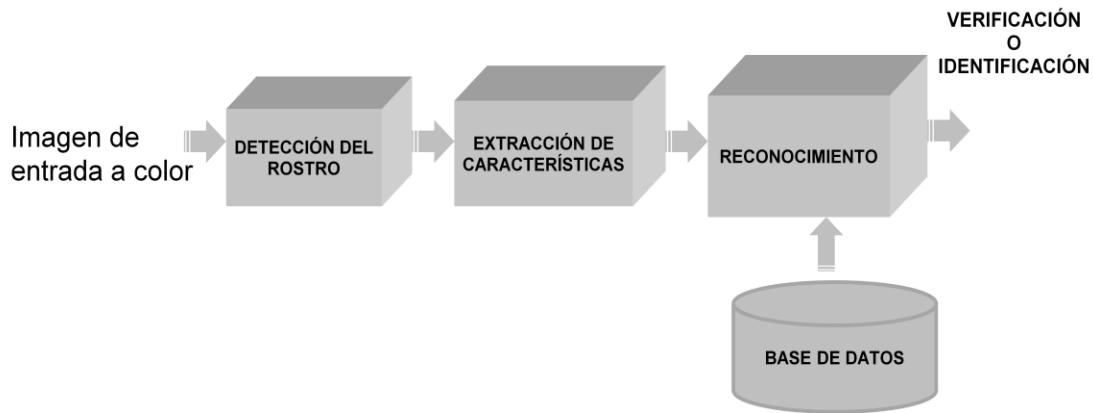 VERIFICACIÓN
O
IDENTIFICACIÓN
Imagen de
entrada a color
DETECCIÓN DEL
ROSTRO
EXTRACCIÓN DE
CARACTERÍSTICAS
RECONOCIMIENTO
BASE DE DATOS